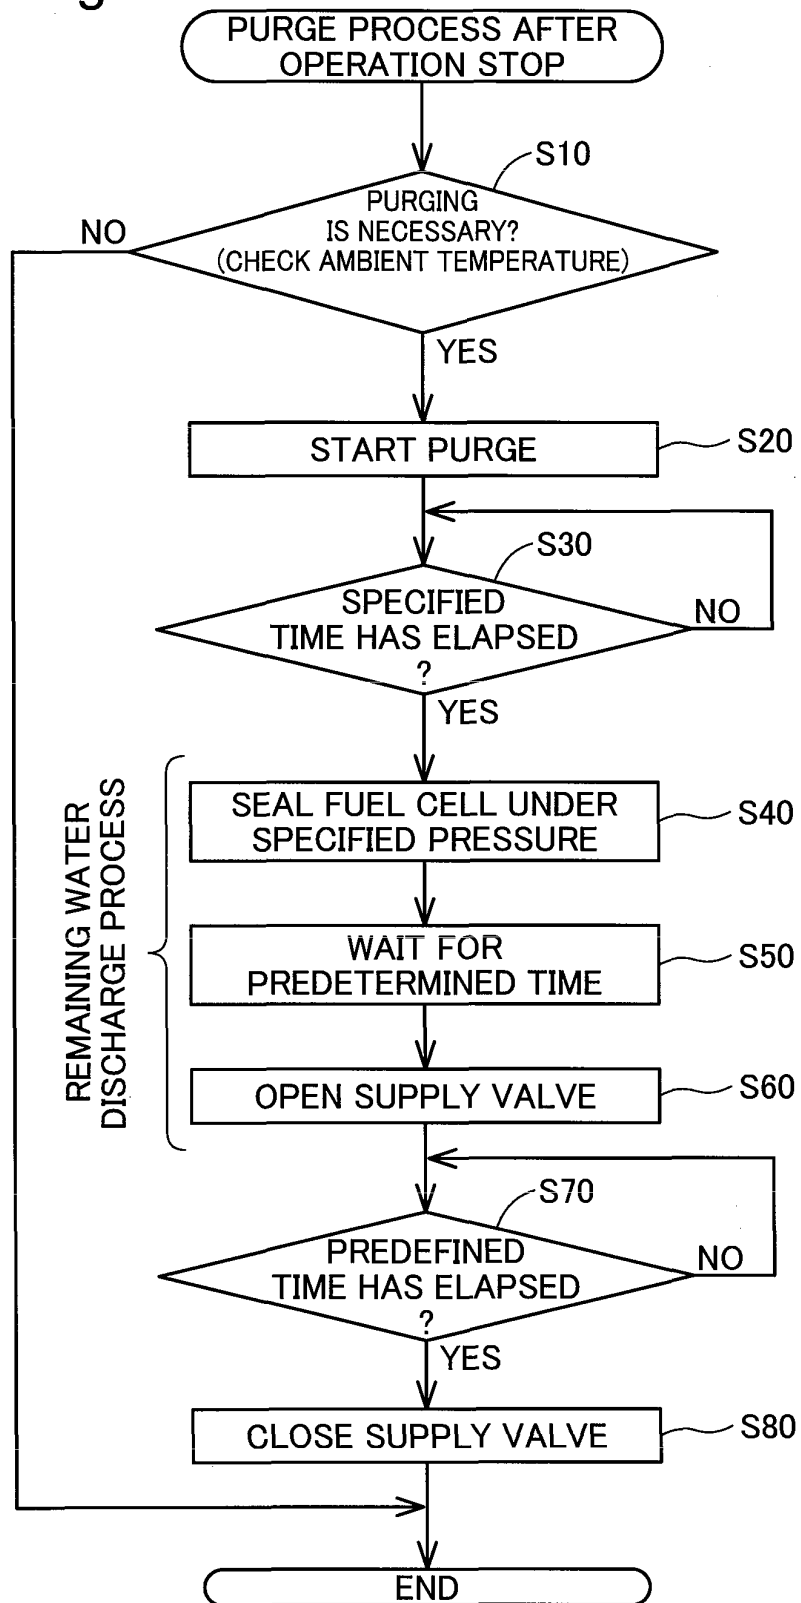 g
PURGE PROCESS AFTER
OPERATION STOP
S10
PURGING
IS NECESSARY?
(CHECK AMBIENT TEMPERATURE)
NO
YES
START PURGE
S20
S30
SPECIFIED
TIME HAS ELAPSED
?
NO
YES
REMAINING WATER
DISCHARGE PROCESS
SEAL FUEL CELL UNDER
SPECIFIED PRESSURE
S40
WAIT FOR
PREDETERMINED TIME
S50
OPEN SUPPLY VALVE
S60
S70
PREDEFINED
TIME HAS ELAPSED
?
NO
YES
CLOSE SUPPLY VALVE
S80
END